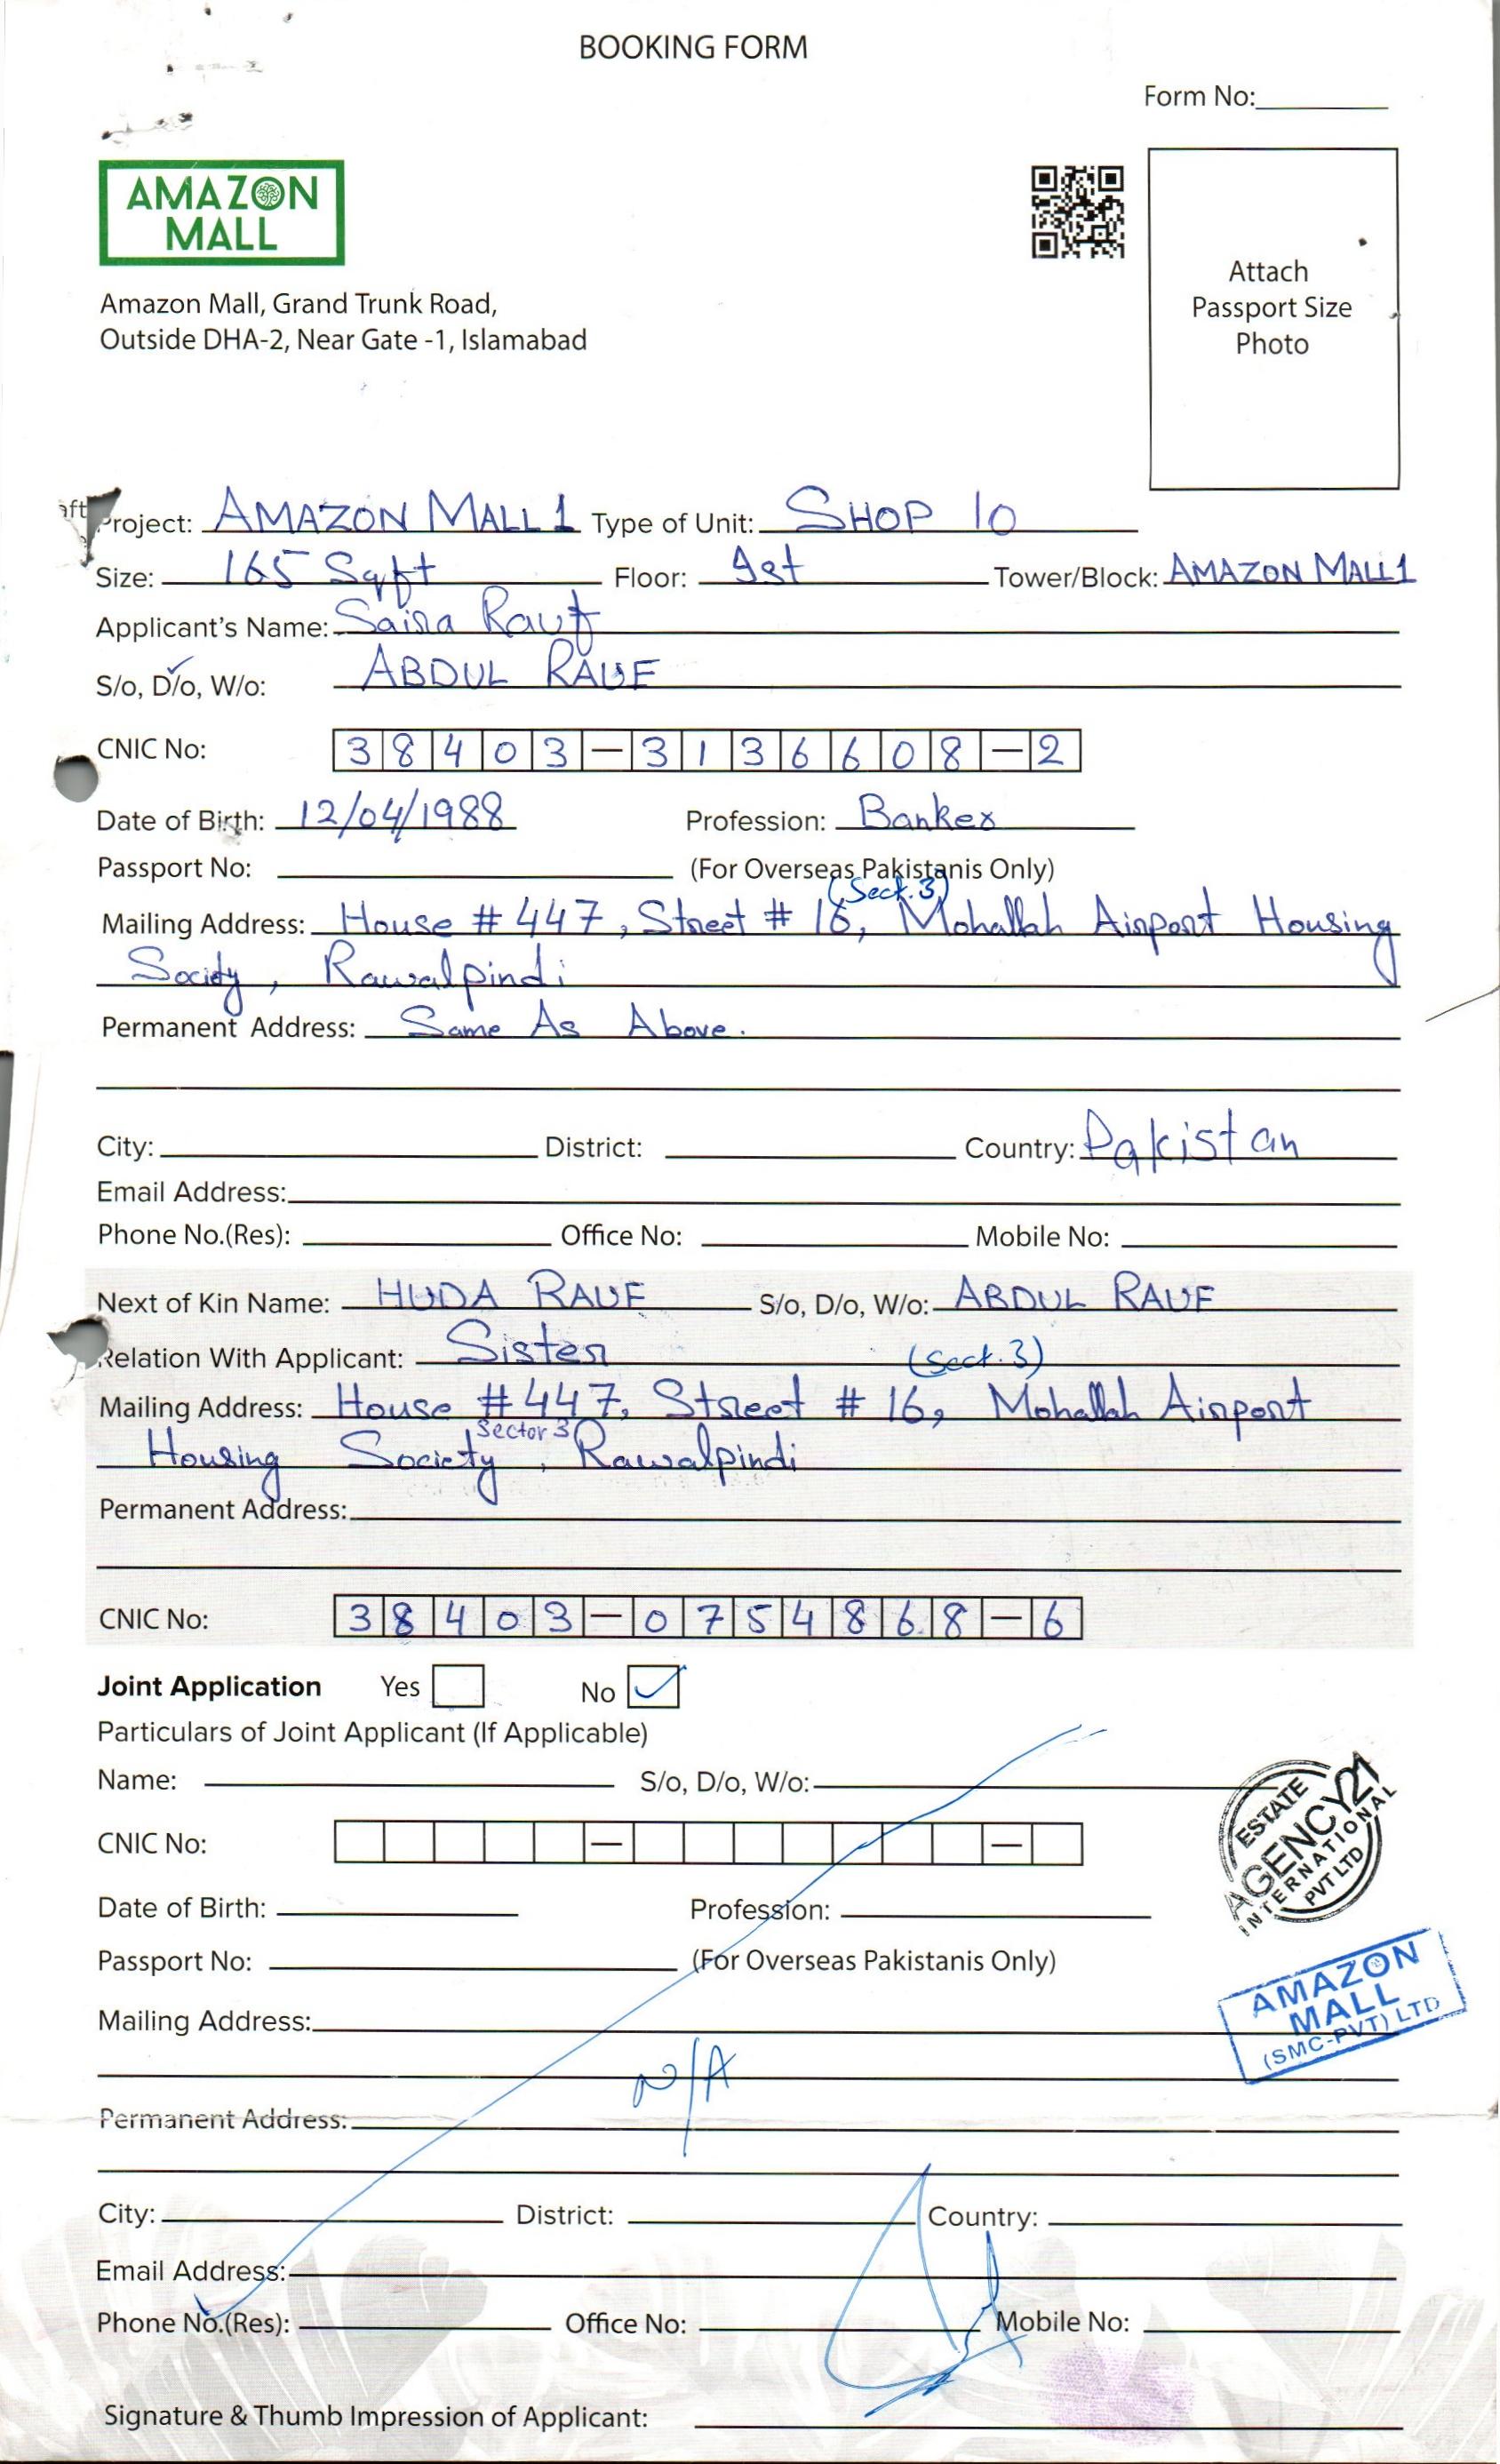 BOOKING FORM
Form No:
AMAZON
MALL
Attach
Passport Size
Photo
Amazon Mall, Grand Trunk Road,
Outside DHA-2, Near Gate -1, Islamabad
aft
Project: AMAZON MALL 1 Type of Unit: SHOP 10
Size: 165 Sqft Floor: 1st Tower/Block: AMAZON MALL 1
Applicant's Name: Saira Rauf
S/o, D/o, W/o: ABDUL RAUF
CNIC No: 38403-3136608-2
Date of Birth: 12/04/1988 Profession: Banker
Passport No: (For Overseas Pakistanis Only)
(Sect. 3)
Mailing Address: House # 447, Street # 16, Mohallah Airport Housing
Society, Rawalpindi
Permanent Address: Same As Above.
City: District: Country: Pakistan
Email Address:
Phone No.(Res): Office No: Mobile No:
Next of Kin Name: HUDA RAUF S/o, D/o, W/o: ABDUL RAUF
Relation With Applicant: Sister (Sect. 3)
Mailing Address: House # 447, Street # 16, Mohallah Airport
Sector 3
Housing Society, Rawalpindi
Permanent Address:
CNIC No: 38403-0754868-6
Joint Application Yes No
Particulars of Joint Applicant (If Applicable)
Name: S/o, D/o, W/o:
CNIC No: - -
ESTATE
AGENCY21
INTERNATIONAL
PVT LTD
Date of Birth: Profession:
Passport No: (For Overseas Pakistanis Only)
AMAZON
MALL
(SMC-PVT) LTD
Mailing Address:
N/A
Permanent Address:
City: District: Country:
Email Address:
Phone No.(Res): Office No: Mobile No:
Signature & Thumb Impression of Applicant: